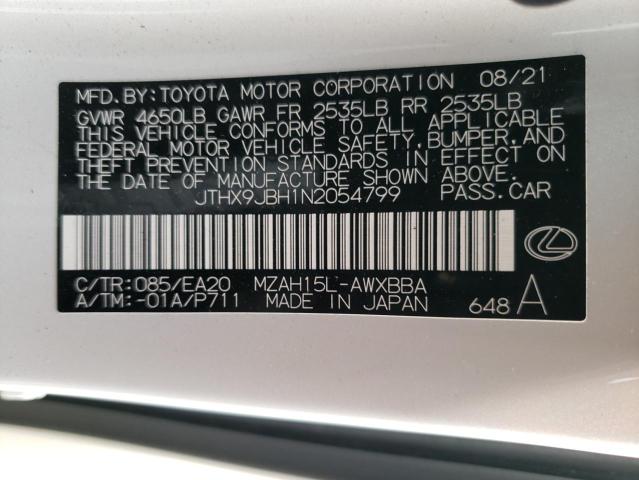 MFD.BY:TOYOTA MOTOR CORPORATION 08/21
GVWR 4650LB GAWR FR 2535LB RR 2535LB
THIS VEHICLE CONFORMS TO ALL APPLICABLE
FEDERAL MOTOR VEHICLE SAFETY,BUMPER,AND
THEFT PREVENTION STANDARDS IN EFFECT ON
THE DATE OF MANUFACTURE SHOWN ABOVE.
JTHX9JBH1N2054799 PASS.CAR
C/TR:085/EA20 MZAH15L-AWXBBA
A/TM:-01A/P711 MADE IN JAPAN 648 A